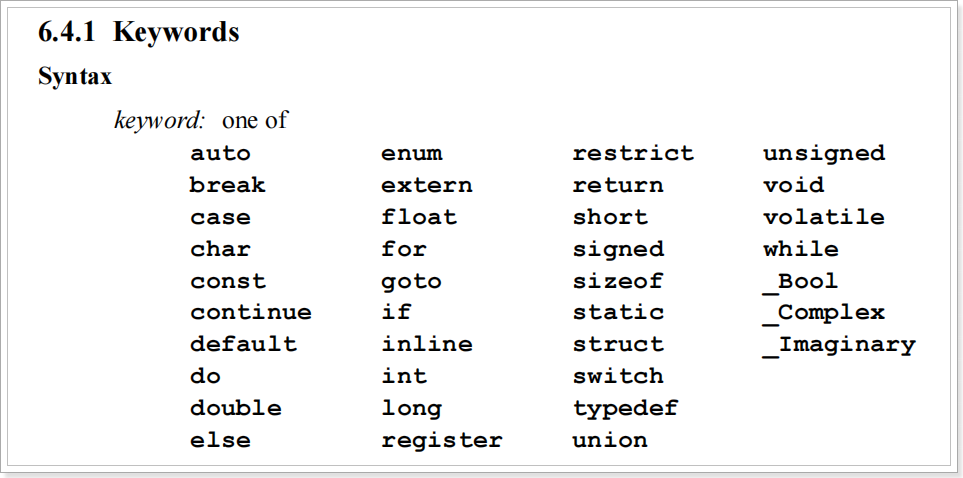 6.4.1 Keywords
Syntax
keyword: one of
auto enum restrict unsigned
break extern return void
case float short volatile
char for signed while
const goto sizeof _Bool
continue if static _Complex
default inline struct _Imaginary
do int switch
double long typedef
else register union